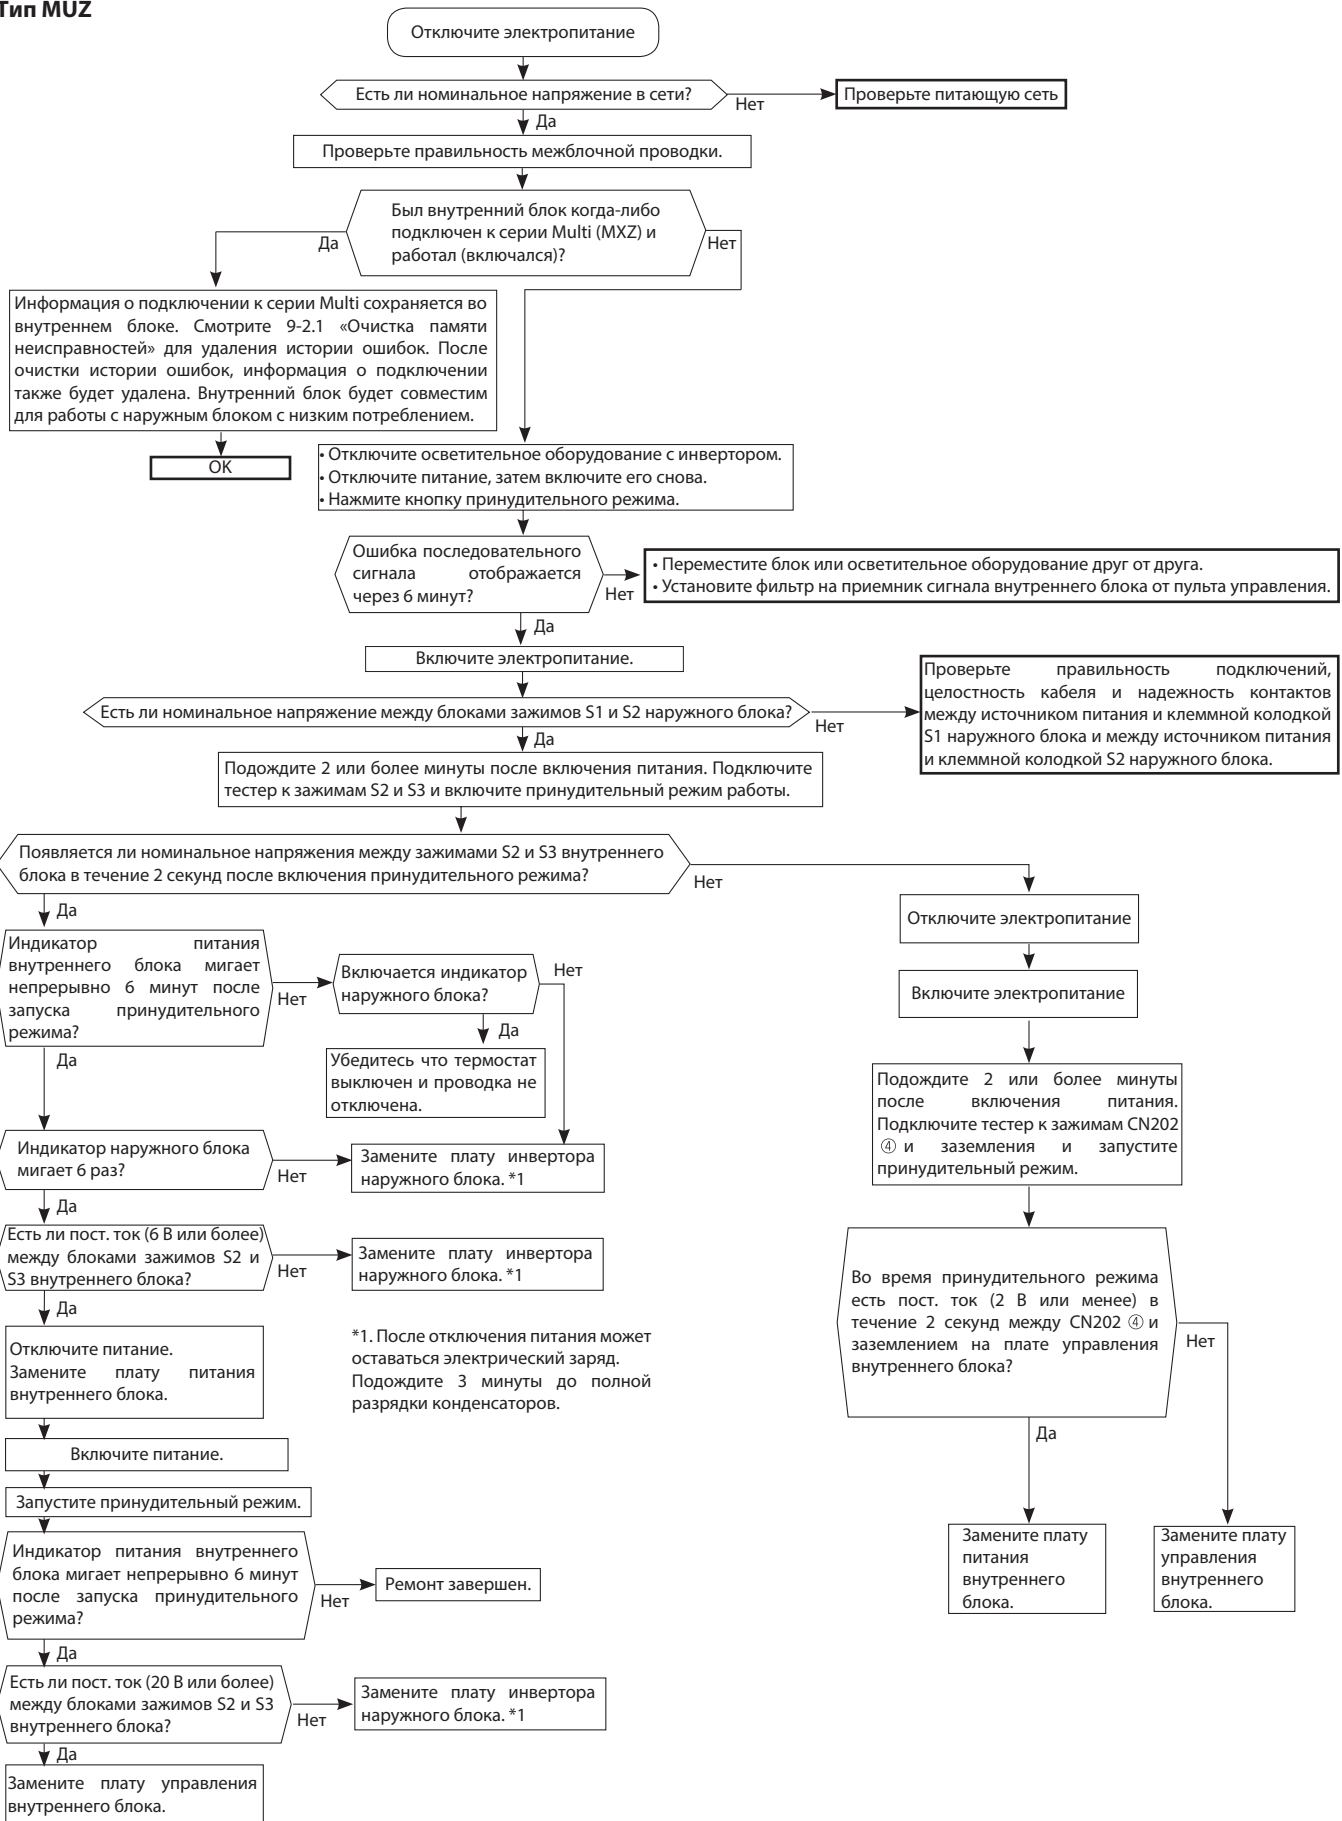 Тип MUZ
Отключите электропитание
Есть ли номинальное напряжение в сети?
Нет
Проверьте питающую сеть
Да
Проверьте правильность межблочной проводки.
Был внутренний блок когда-либо
подключен к серии Multi (MXZ) и
работал (включался)?
Да
Нет
Информация о подключении к серии Multi сохраняется во
внутреннем блоке. Смотрите 9-2.1 «Очистка памяти
неисправностей» для удаления истории ошибок. После
очистки истории ошибок, информация о подключении
также будет удалена. Внутренний блок будет совместим
для работы с наружным блоком с низким потреблением.
OK
• Отключите осветительное оборудование с инвертором.
• Отключите питание, затем включите его снова.
• Нажмите кнопку принудительного режима.
Ошибка последовательного
сигнала отображается
через 6 минут?
Нет
• Переместите блок или осветительное оборудование друг от друга.
• Установите фильтр на приемник сигнала внутреннего блока от пульта управления.
Да
Включите электропитание.
Есть ли номинальное напряжение между блоками зажимов S1 и S2 наружного блока?
Нет
Проверьте правильность подключений,
целостность кабеля и надежность контактов
между источником питания и клеммной колодкой
S1 наружного блока и между источником питания
и клеммной колодкой S2 наружного блока.
Да
Подождите 2 или более минуты после включения питания. Подключите
тестер к зажимам S2 и S3 и включите принудительный режим работы.
Появляется ли номинальное напряжения между зажимами S2 и S3 внутреннего
блока в течение 2 секунд после включения принудительного режима?
Нет
Да
Индикатор питания
внутреннего блока мигает
непрерывно 6 минут после
запуска принудительного
режима?
Нет
Включается индикатор
наружного блока?
Нет
Да
Убедитесь что термостат
выключен и проводка не
отключена.
Да
Индикатор наружного блока
мигает 6 раз?
Нет
Замените плату инвертора
наружного блока. *1
Да
Есть ли пост. ток (6 В или более)
между блоками зажимов S2 и
S3 внутреннего блока?
Нет
Замените плату инвертора
наружного блока. *1
Да
Отключите питание.
Замените плату питания
внутреннего блока.
*1. После отключения питания может
оставаться электрический заряд.
Подождите 3 минуты до полной
разрядки конденсаторов.
Включите питание.
Запустите принудительный режим.
Индикатор питания внутреннего
блока мигает непрерывно 6 минут
после запуска принудительного
режима?
Нет
Ремонт завершен.
Да
Есть ли пост. ток (20 В или более)
между блоками зажимов S2 и S3
внутреннего блока?
Нет
Замените плату инвертора
наружного блока. *1
Да
Замените плату управления
внутреннего блока.
Отключите электропитание
Включите электропитание
Подождите 2 или более минуты
после включения питания.
Подключите тестер к зажимам CN202
④ и заземления и запустите
принудительный режим.
Во время принудительного режима
есть пост. ток (2 В или менее) в
течение 2 секунд между CN202 ④ и
заземлением на плате управления
внутреннего блока?
Нет
Да
Замените плату
питания
внутреннего
блока.
Замените плату
управления
внутреннего
блока.